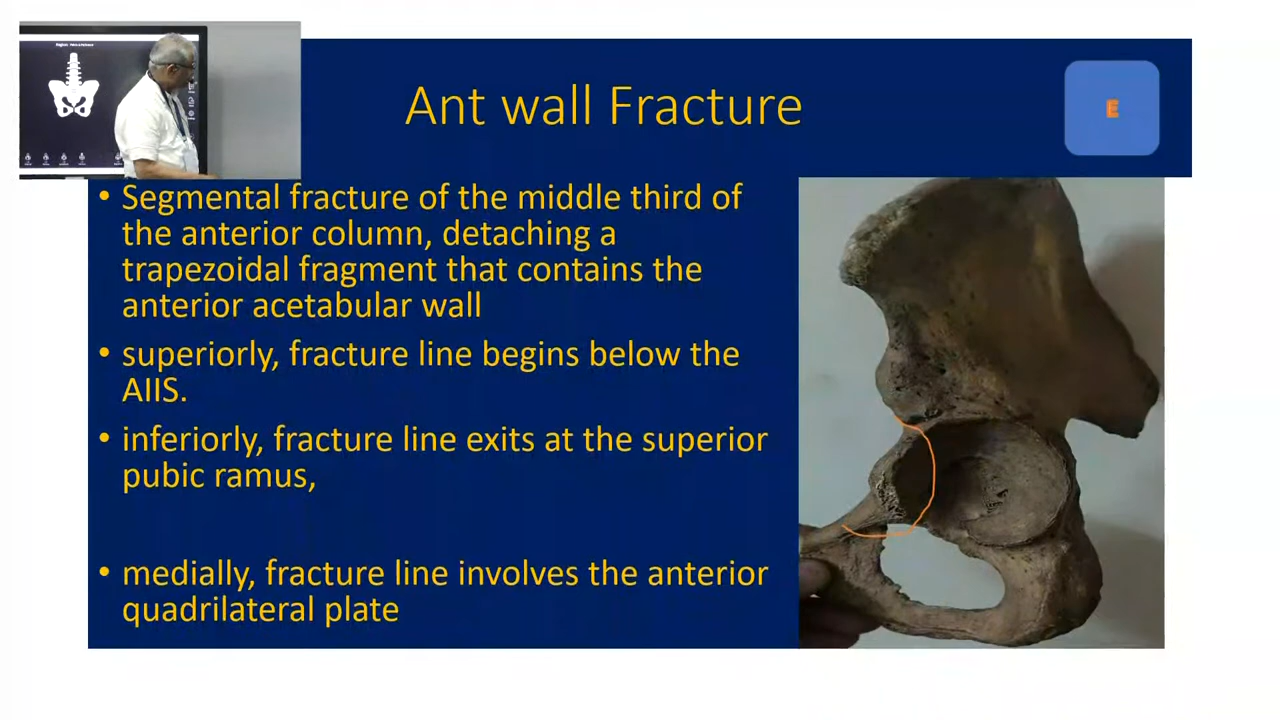 Ant wall Fracture
E
• Segmental fracture of the middle third of
the anterior column, detaching a
trapezoidal fragment that contains the
anterior acetabular wall
• superiorly, fracture line begins below the
AIIS.
• inferiorly, fracture line exits at the superior
pubic ramus,
• medially, fracture line involves the anterior
quadrilateral plate